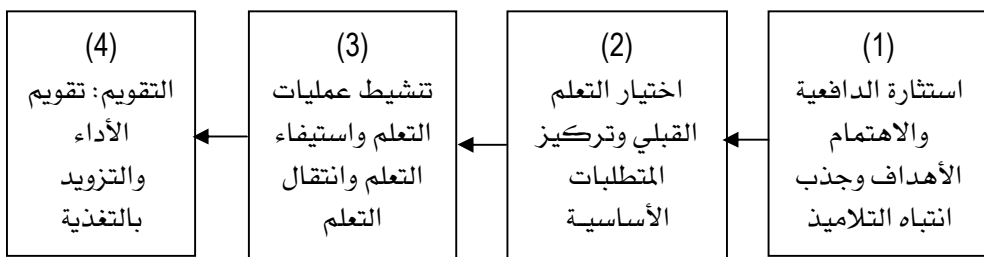 (1)
استثارة الدافعية
والاهتمام
الأهداف وجذب
انتباه التلاميذ
(2)
اختيار التعلم
القبلي وتركيز
المتطلبات
الأساسية
(3)
تنشيط عمليات
التعلم واستيفاء
التعلم وانتقال
التعلم
(4)
التقويم: تقويم
الأداء
والتزويد
بالتغذية